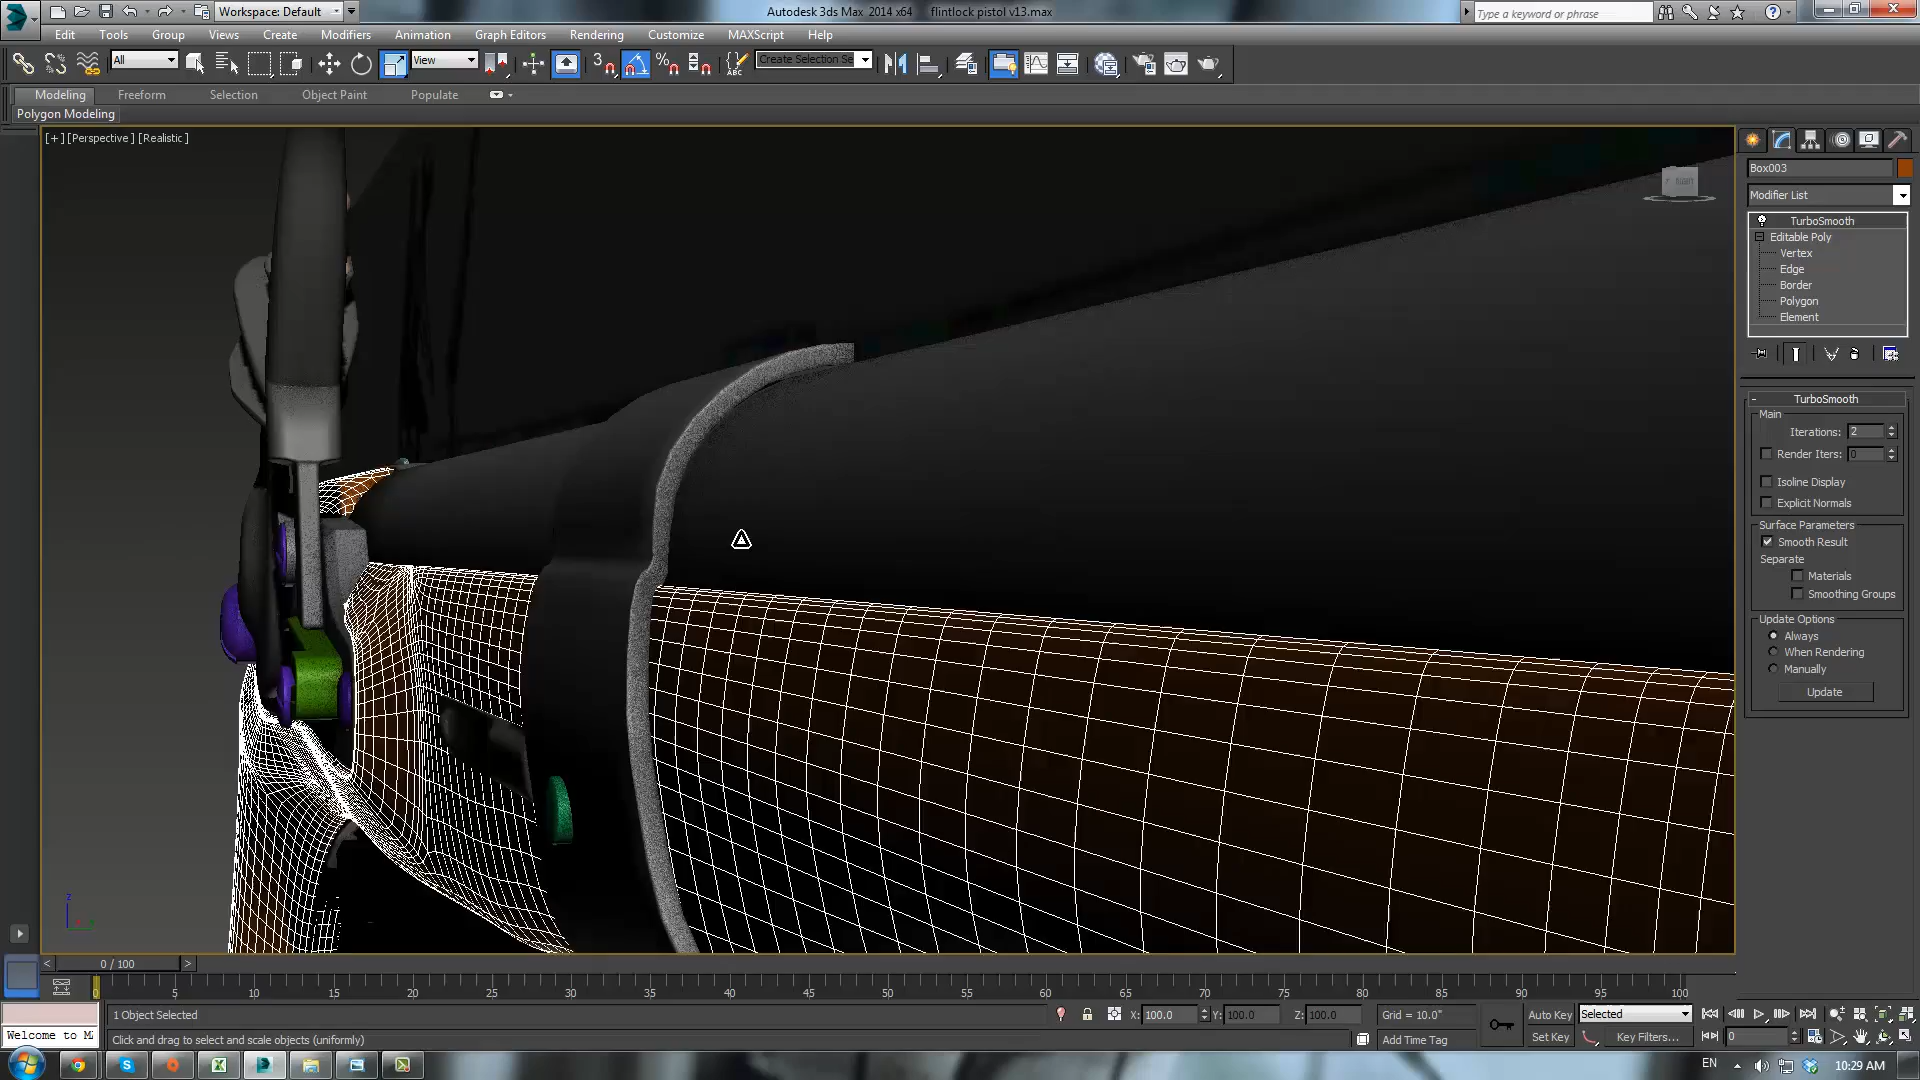 Workspace: Default
Autodesk 3ds Max 2014 x64 flintlock pistol v13.max
Type a keyword or phrase
Edit Tools Group Views Create Modifiers Animation Graph Editors Rendering Customize MAXScript Help
All View Create Selection Se
Modeling Freeform Selection Object Paint Populate
Polygon Modeling
[+] [Perspective] [Realistic]
Box003
Modifier List
TurboSmooth
Editable Poly
Vertex
Edge
Border
Polygon
Element
- TurboSmooth
Main
Iterations: 2
Render Iters: 0
Isoline Display
Explicit Normals
Surface Parameters
Smooth Result
Separate
Materials
Smoothing Groups
Update Options
Always
When Rendering
Manually
Update
z
< 0 / 100 >
0 5 10 15 20 25 30 35 40 45 50 55 60 65 70 75 80 85 90 95 100
1 Object Selected X: 100.0 Y: 100.0 Z: 100.0 Grid = 10.0" Auto Key Selected
Welcome to M
Click and drag to select and scale objects (uniformly) Add Time Tag Set Key Key Filters... 0
EN 10:29 AM